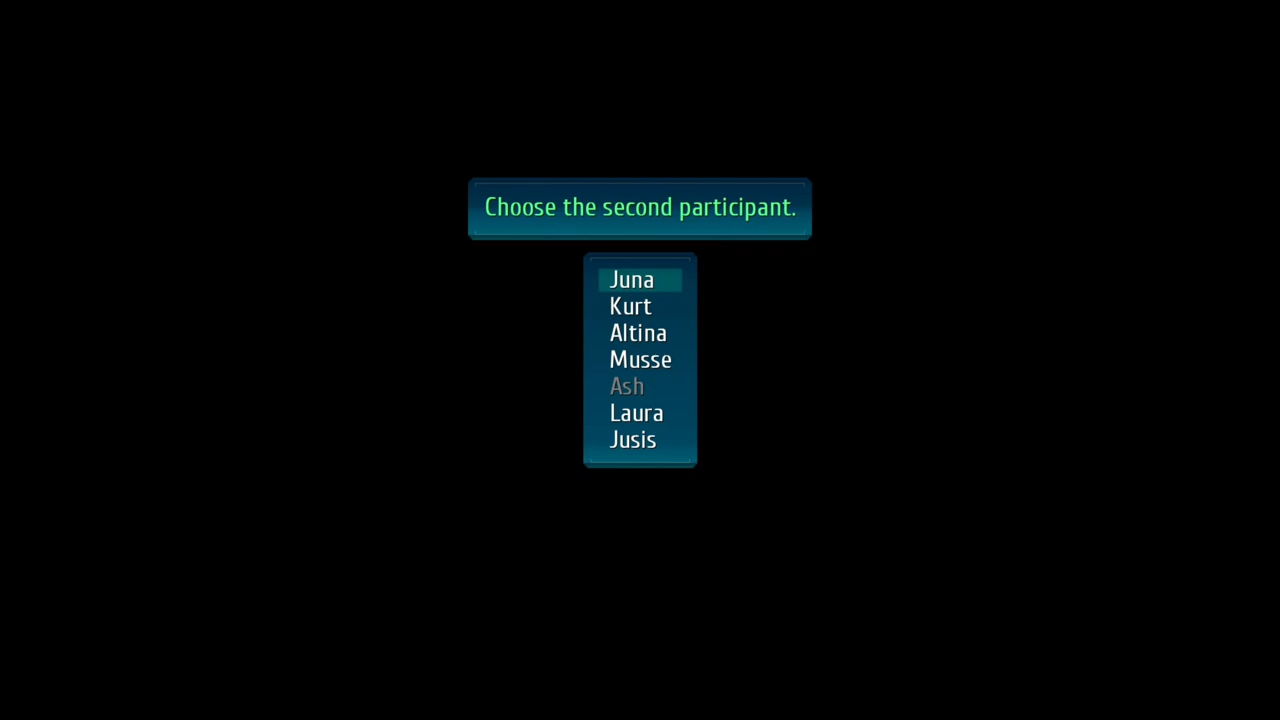 Choose the second participant.
Juna
Kurt
Altina
Musse
Ash
Laura
Jusis